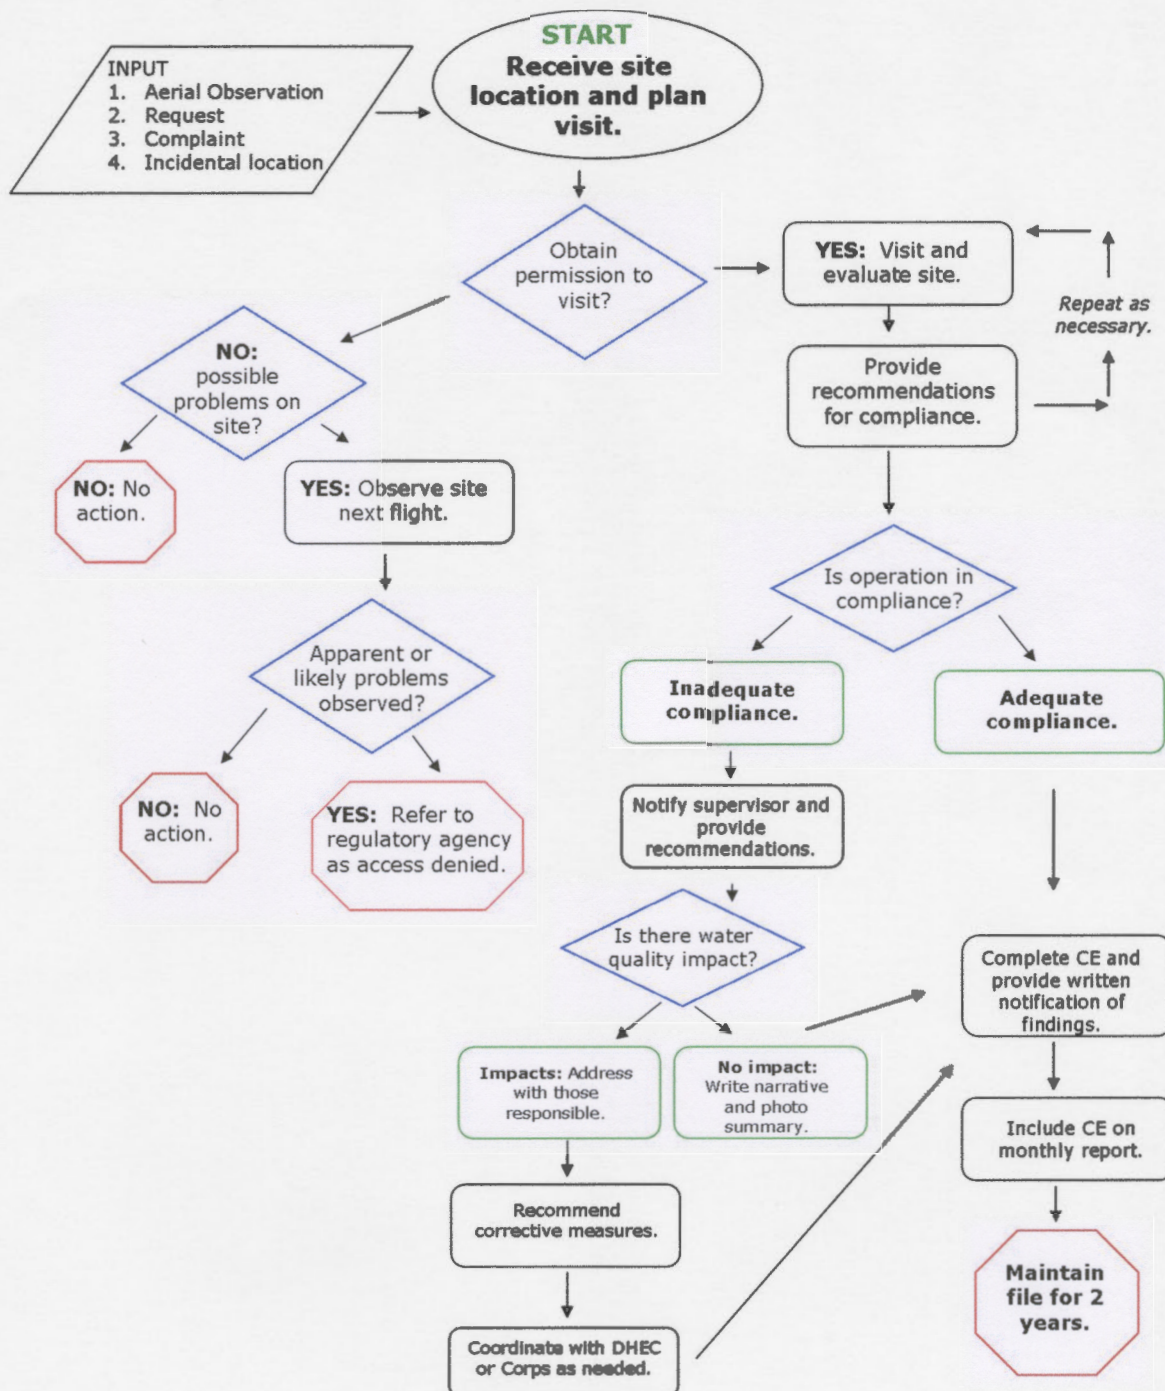 START
Receive site
location and plan
visit.
INPUT
1. Aerial Observation
2. Request
3. Complaint
4. Incidental location
Obtain
permission to
visit?
YES: Visit and
evaluate site.
Repeat as
necessary.
Provide
recommendations
for compliance.
NO:
possible
problems on
site?
NO: No
action.
YES: Observe site
next flight.
Apparent or
likely problems
observed?
NO: No
action.
YES: Refer to
regulatory agency
as access denied.
Is operation in
compliance?
Inadequate
compliance.
Adequate
compliance.
Notify supervisor and
provide
recommendations.
Is there water
quality impact?
Impacts: Address
with those
responsible.
No impact:
Write narrative
and photo
summary.
Recommend
corrective measures.
Coordinate with DHEC
or Corps as needed.
Complete CE and
provide written
notification of
findings.
Include CE on
monthly report.
Maintain
file for 2
years.